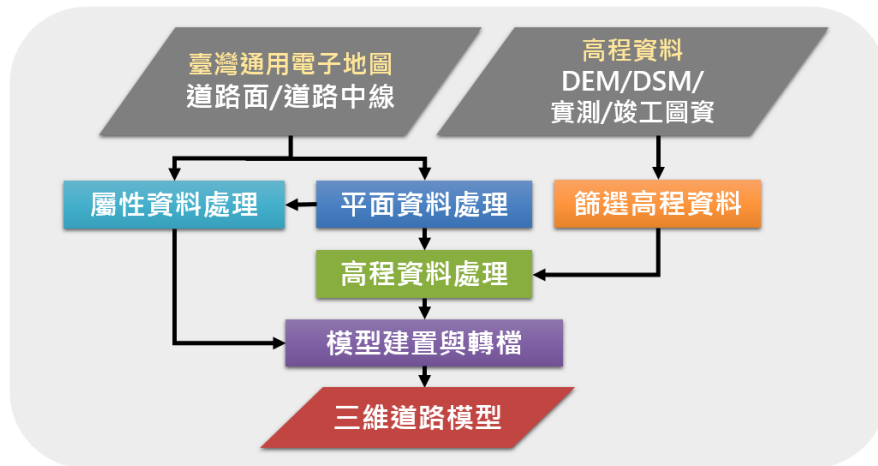 臺灣通用電子地圖
道路面/道路中線
高程資料
DEM/DSM/
實測/竣工圖資
屬性資料處理
平面資料處理
篩選高程資料
高程資料處理
模型建置與轉檔
三維道路模型